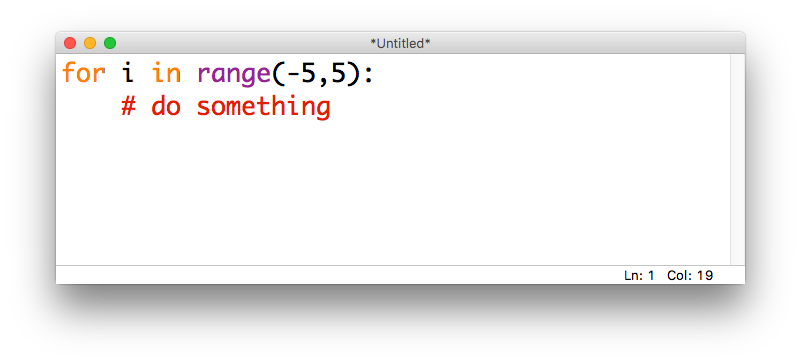 *Untitled*
for i in range(-5,5):
    # do something
Ln: 1 Col: 19